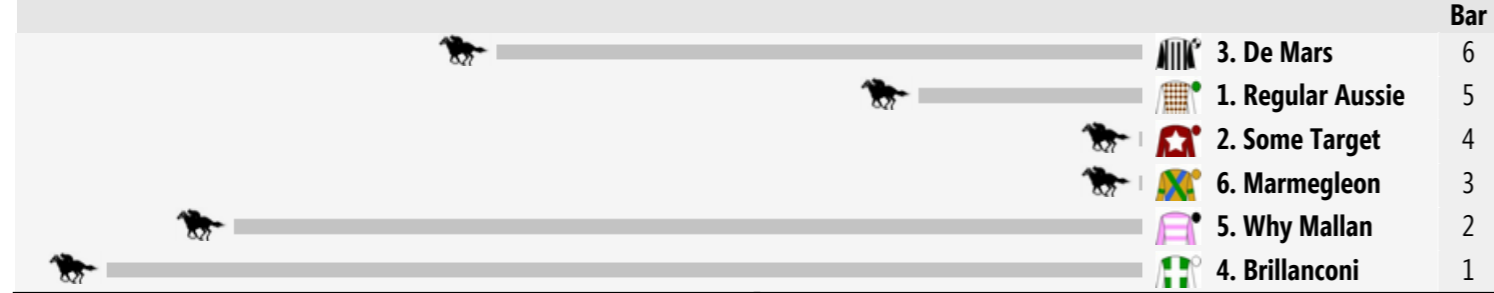 Bar
3. De Mars 6
1. Regular Aussie 5
2. Some Target 4
6. Marmegleon 3
5. Why Mallan 2
4. Brillanconi 1